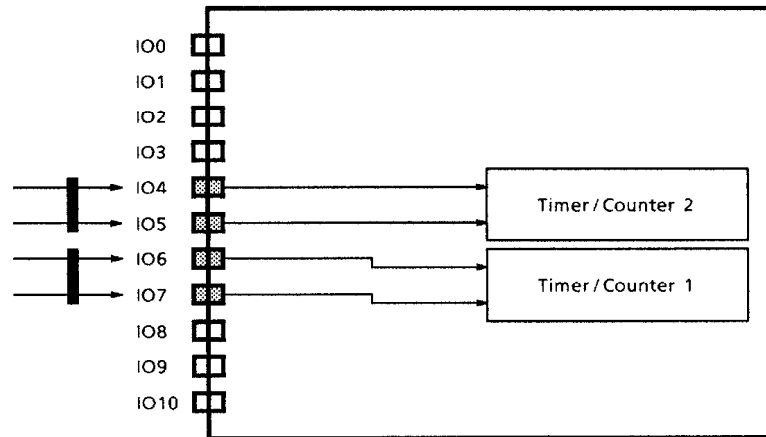 IO0
IO1
IO2
IO3
IO4
IO5
IO6
IO7
IO8
IO9
IO10
Timer/Counter 2
Timer/Counter 1